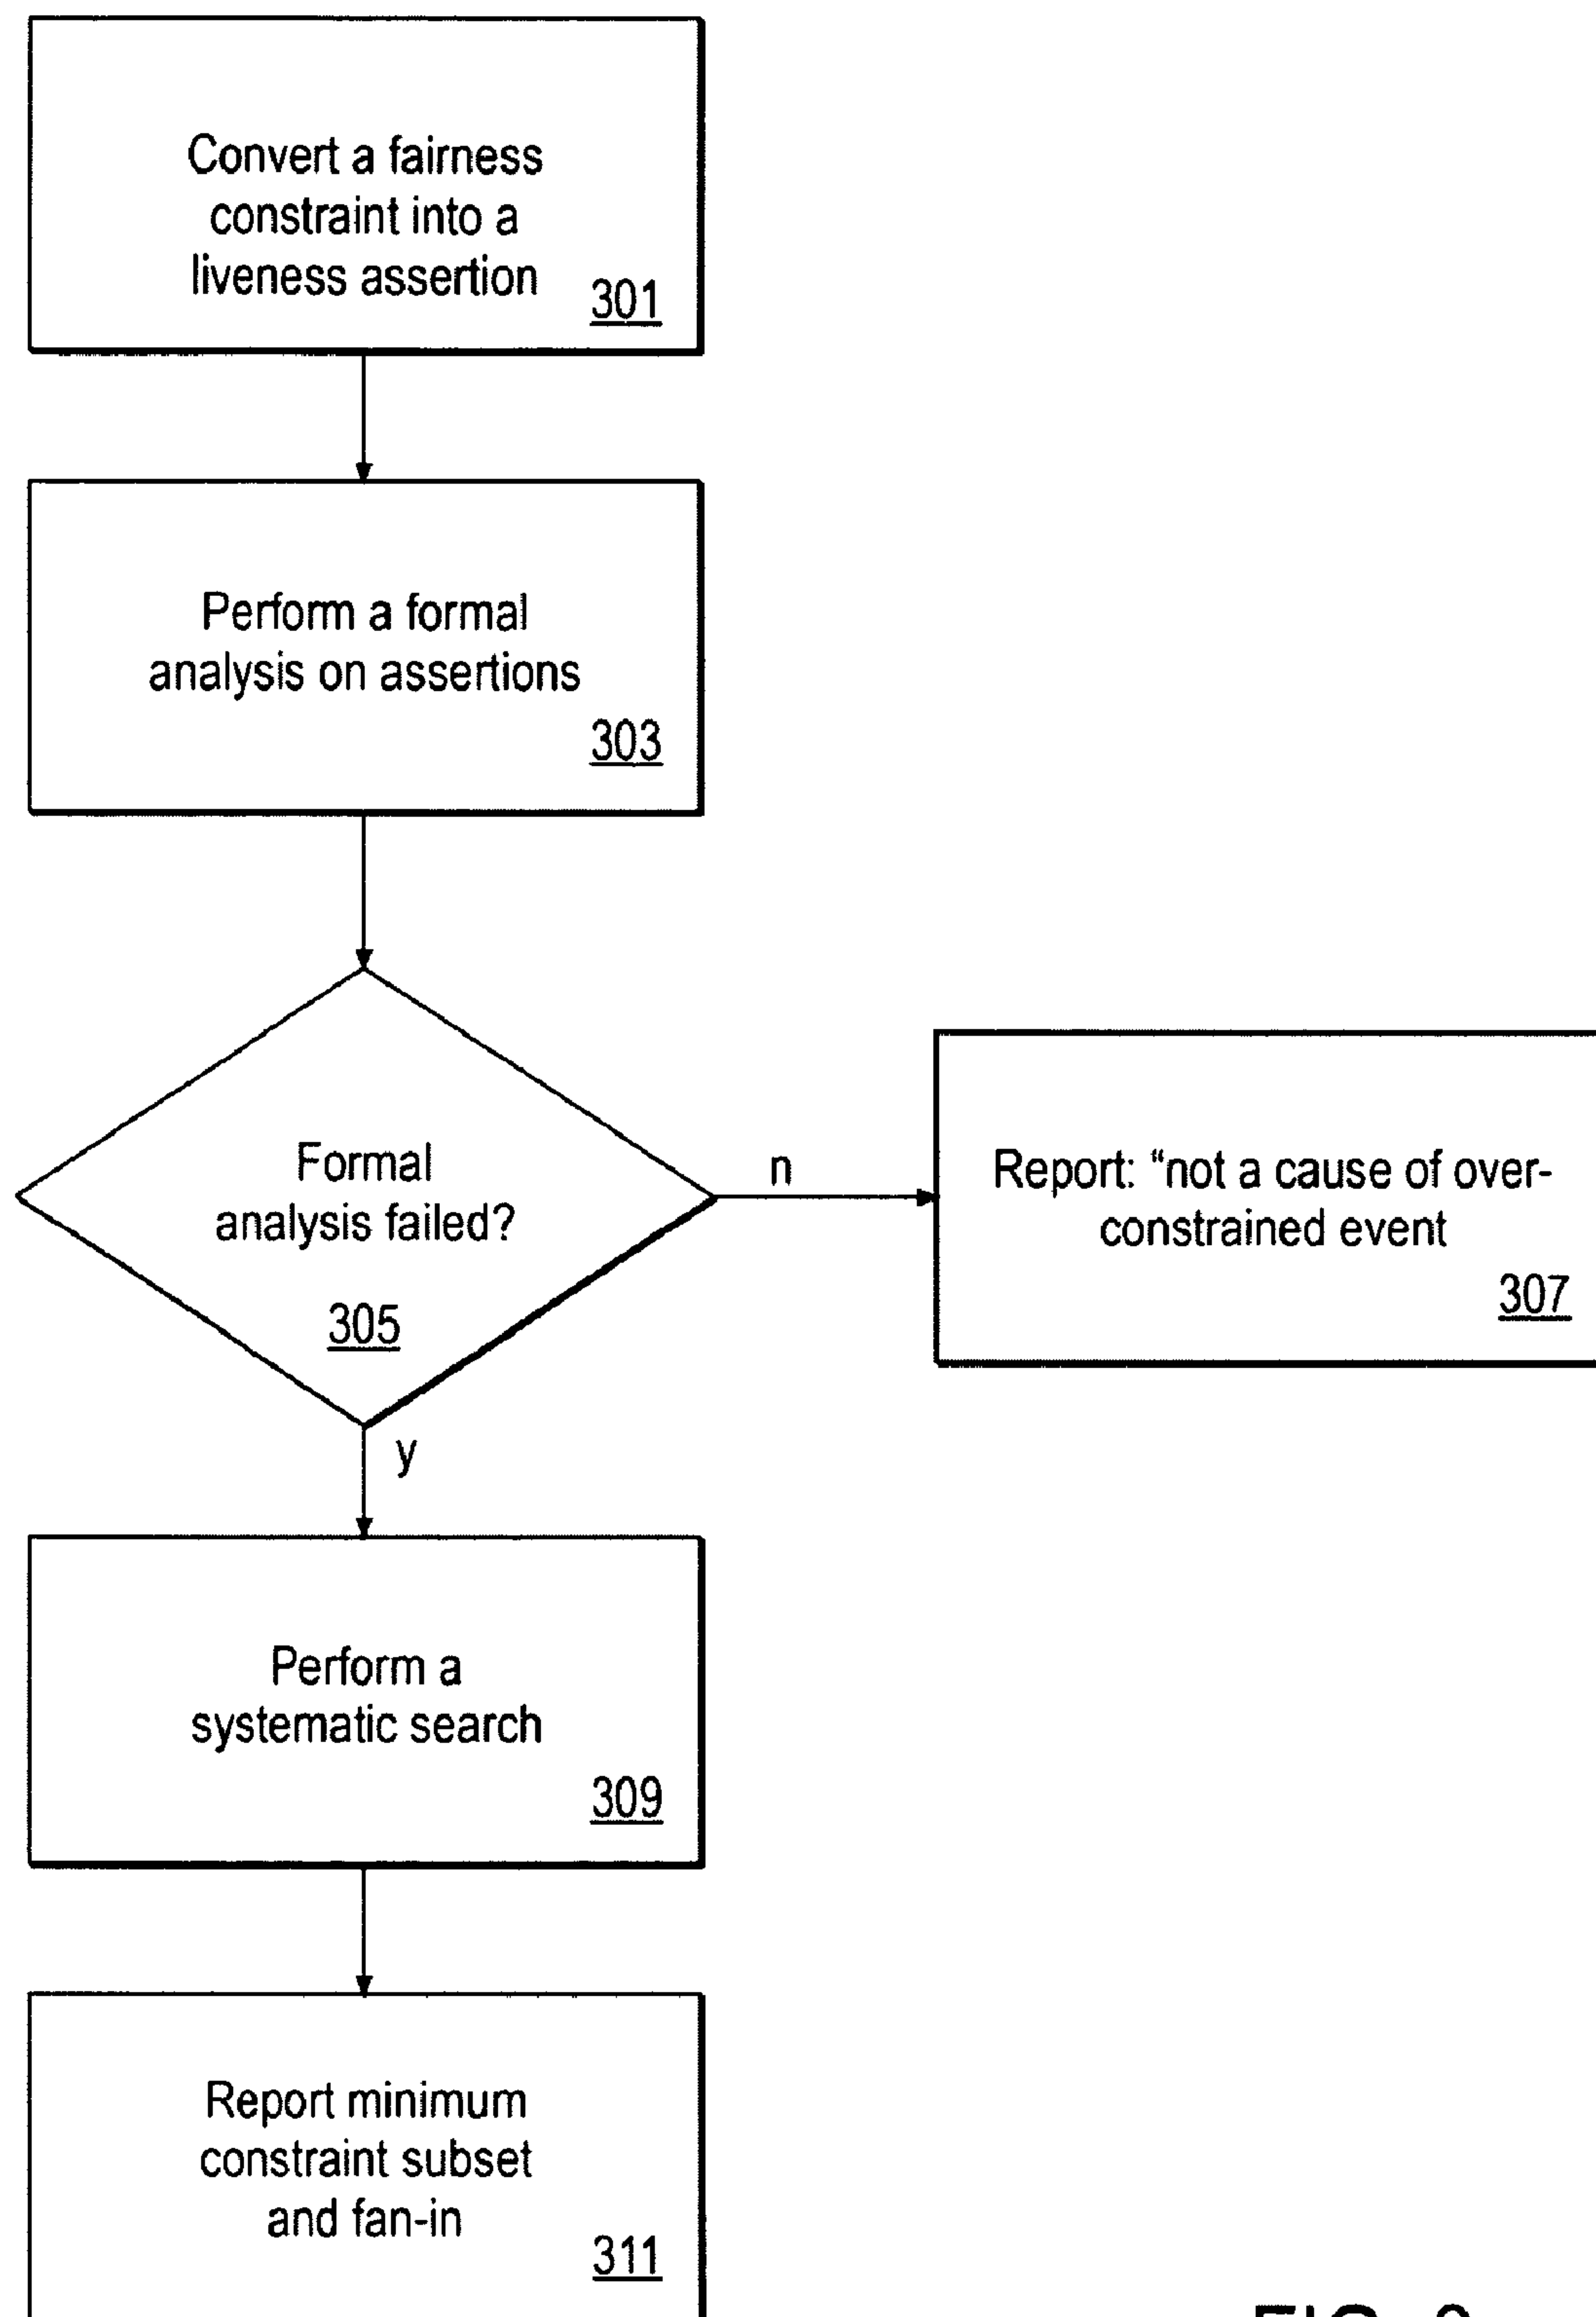 Convert a fairness
constraint into a
liveness assertion
301
Perform a formal
analysis on assertions
303
Formal
analysis failed?
305
n
Report: “not a cause of over-
constrained event
307
y
Perform a
systematic search
309
Report minimum
constraint subset
and fan-in
311
FIG.